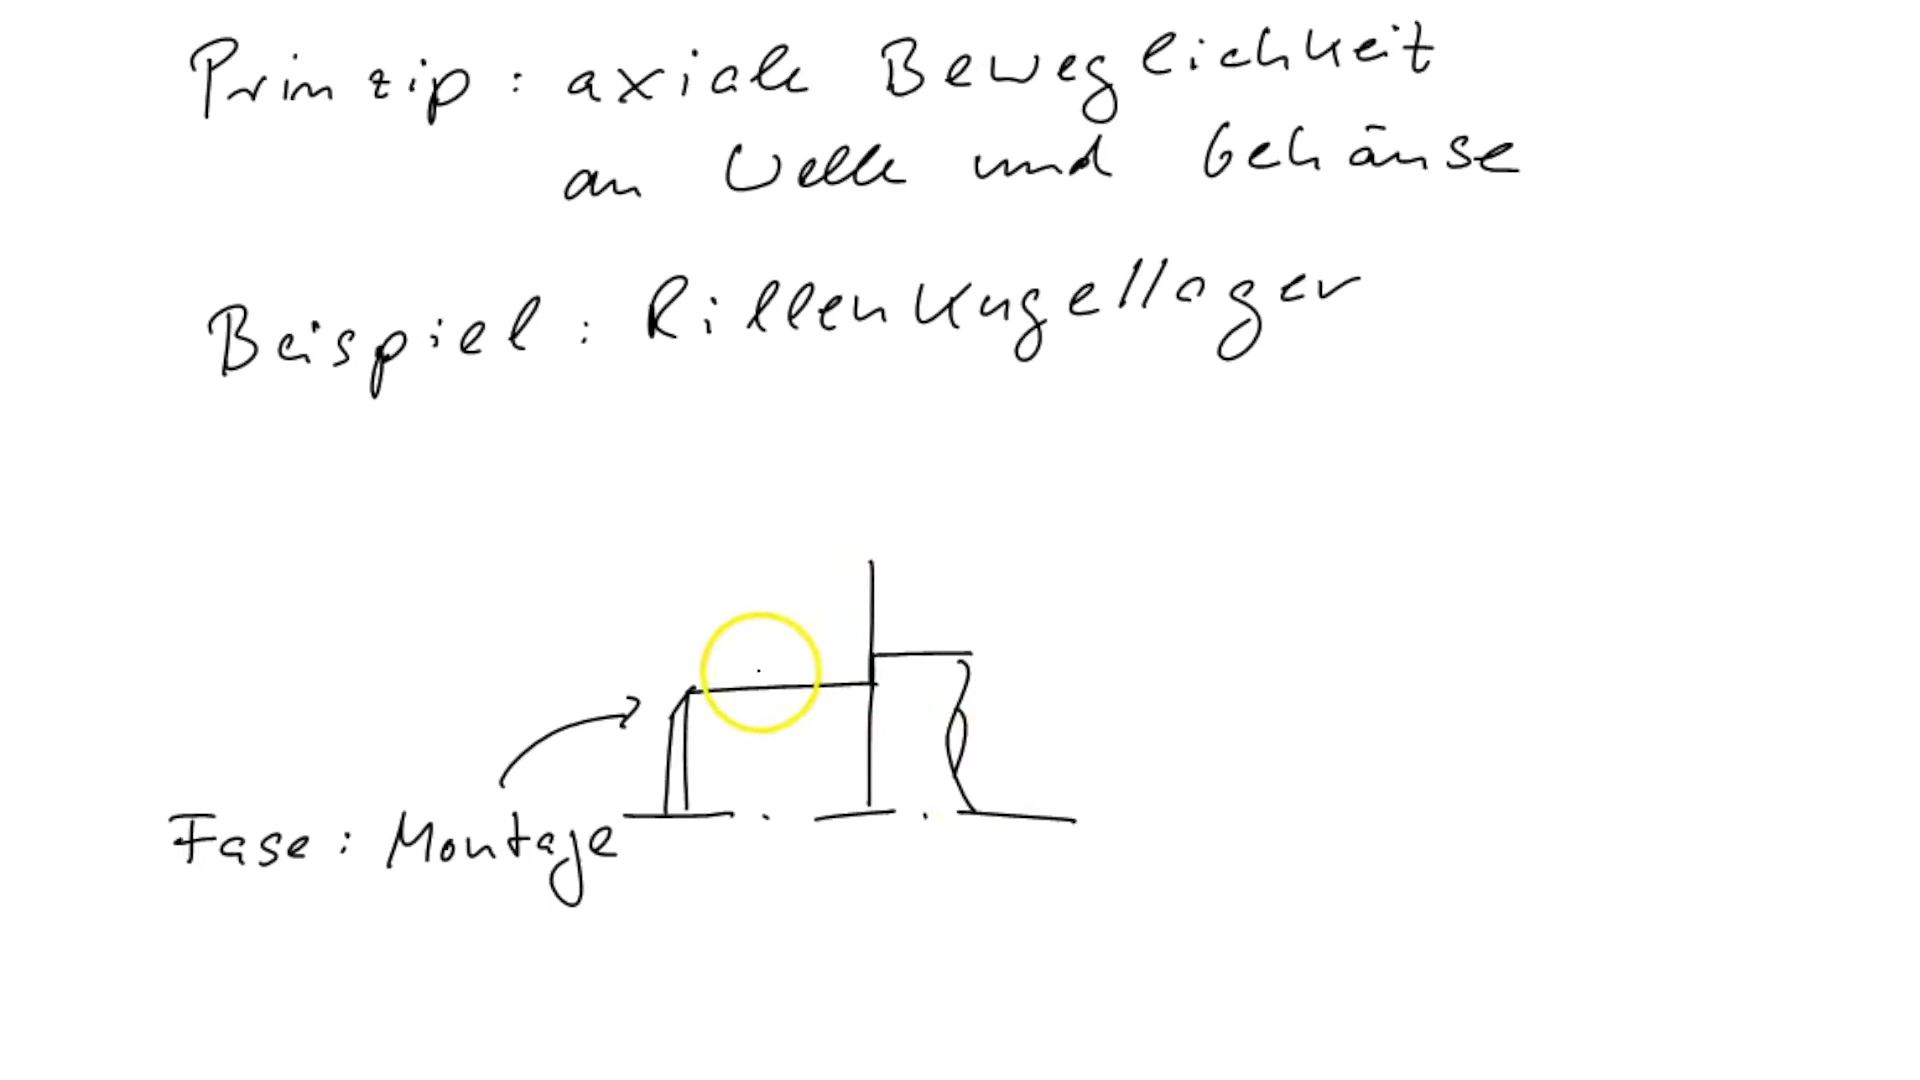 Prinzip: axiale Beweglichkeit
an Welle und Gehäuse
Beispiel: Rillenkugellager
Fase: Montage